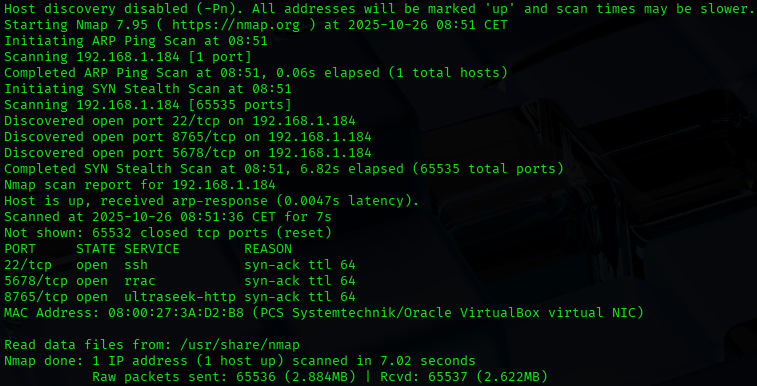 Host discovery disabled (-Pn). All addresses will be marked 'up' and scan times may be slower.
Starting Nmap 7.95 ( https://nmap.org ) at 2025-10-26 08:51 CET
Initiating ARP Ping Scan at 08:51
Scanning 192.168.1.184 [1 port]
Completed ARP Ping Scan at 08:51, 0.06s elapsed (1 total hosts)
Initiating SYN Stealth Scan at 08:51
Scanning 192.168.1.184 [65535 ports]
Discovered open port 22/tcp on 192.168.1.184
Discovered open port 8765/tcp on 192.168.1.184
Discovered open port 5678/tcp on 192.168.1.184
Completed SYN Stealth Scan at 08:51, 6.82s elapsed (65535 total ports)
Nmap scan report for 192.168.1.184
Host is up, received arp-response (0.0047s latency).
Scanned at 2025-10-26 08:51:36 CET for 7s
Not shown: 65532 closed tcp ports (reset)
PORT     STATE SERVICE        REASON
22/tcp   open  ssh            syn-ack ttl 64
5678/tcp open  rrac           syn-ack ttl 64
8765/tcp open  ultraseek-http syn-ack ttl 64
MAC Address: 08:00:27:3A:D2:B8 (PCS Systemtechnik/Oracle VirtualBox virtual NIC)
Read data files from: /usr/share/nmap
Nmap done: 1 IP address (1 host up) scanned in 7.02 seconds
           Raw packets sent: 65536 (2.884MB) | Rcvd: 65537 (2.622MB)